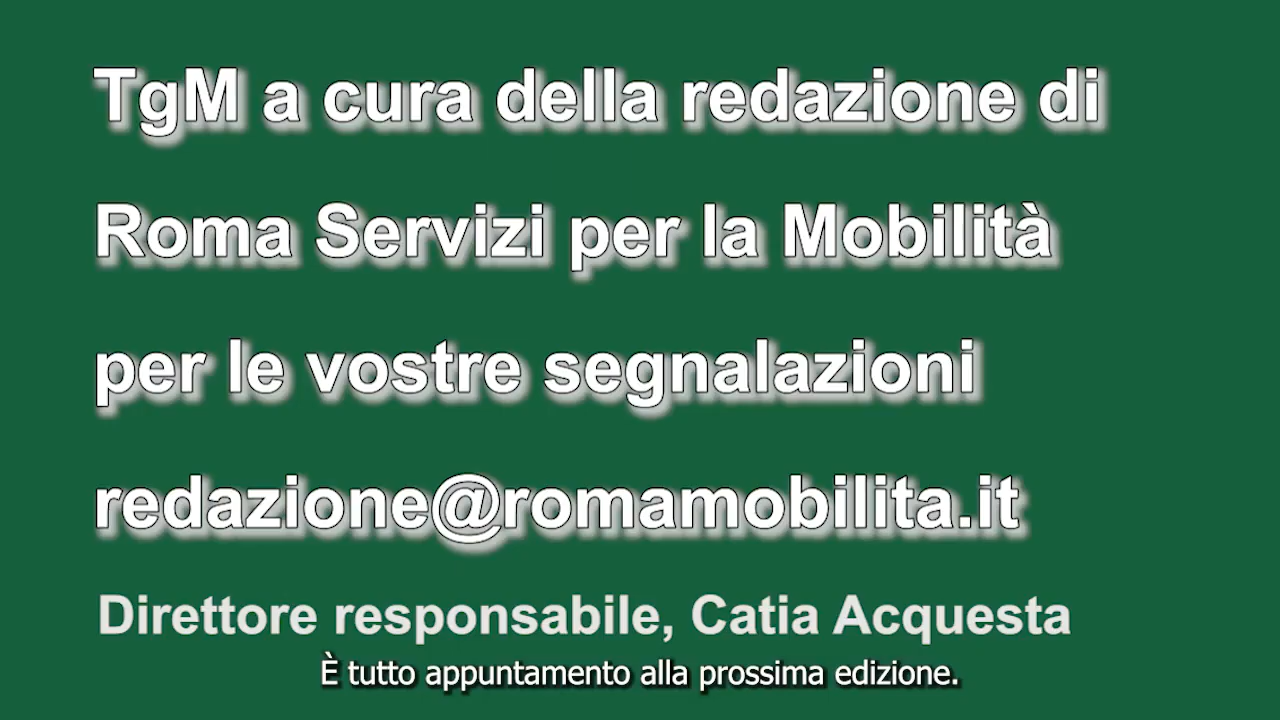 TgM a cura della redazione di
Roma Servizi per la Mobilità
per le vostre segnalazioni
redazione@romamobilita.it
Direttore responsabile, Catia Acquesta
È tutto appuntamento alla prossima edizione.